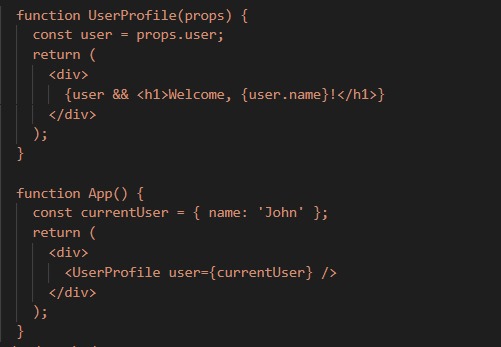 function UserProfile(props) {
  const user = props.user;
  return (
    <div>
      {user && <h1>Welcome, {user.name}!</h1>}
    </div>
  );
}

function App() {
  const currentUser = { name: 'John' };
  return (
    <div>
      <UserProfile user={currentUser} />
    </div>
  );
}